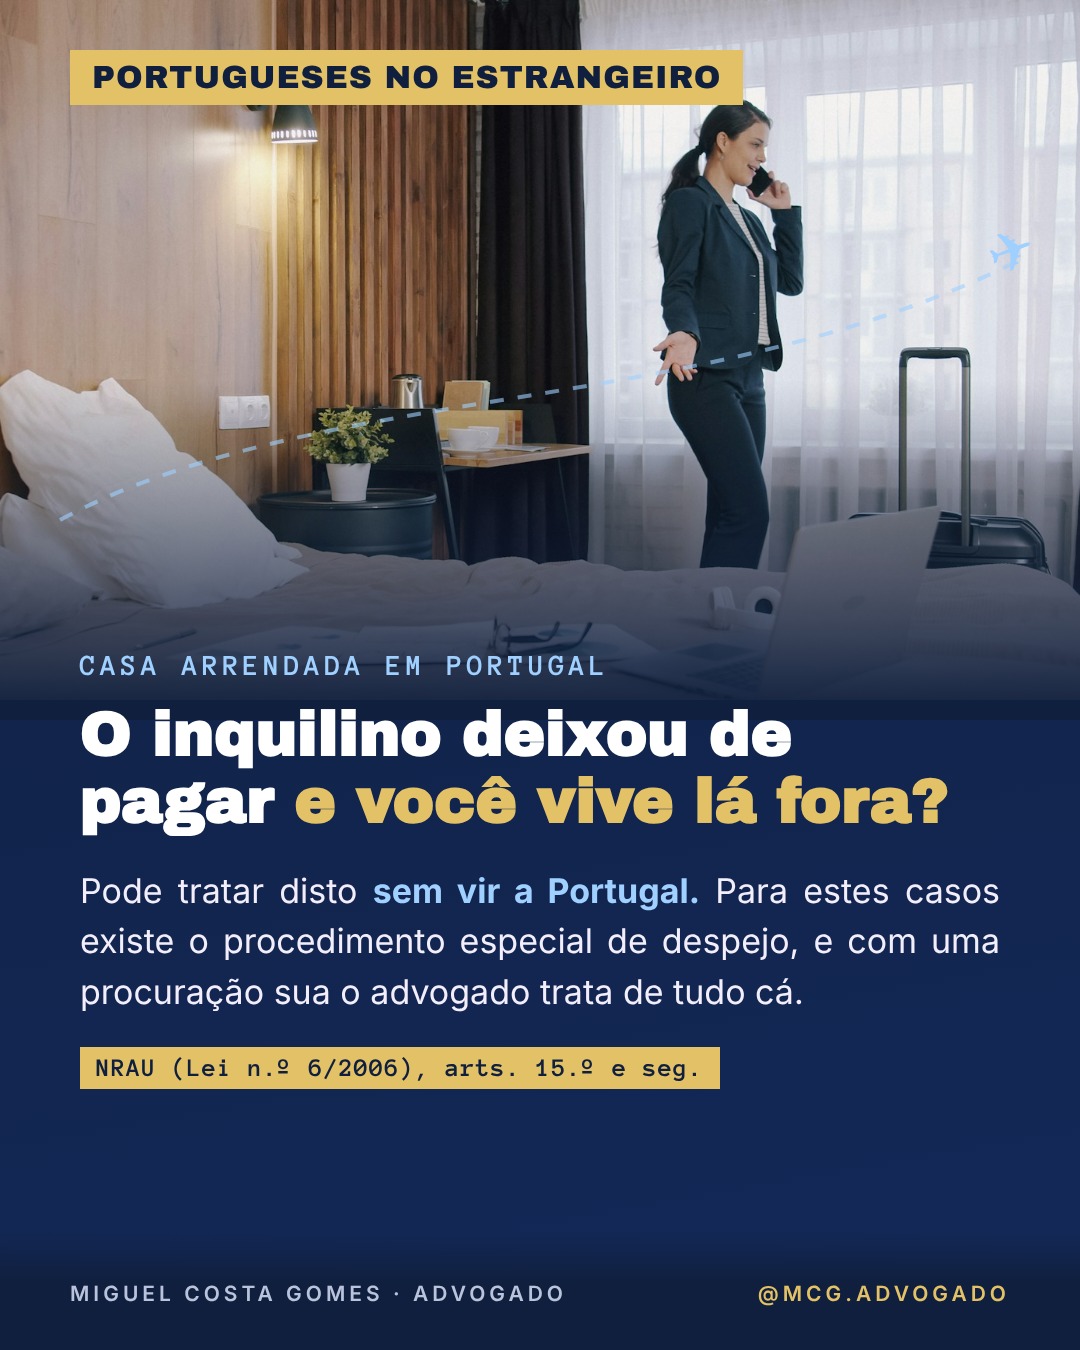 PORTUGUESES NO ESTRANGEIRO
CASA ARRENDADA EM PORTUGAL
O inquilino deixou de
pagar e você vive lá fora?
Pode tratar disto sem vir a Portugal. Para estes casos
existe o procedimento especial de despejo, e com uma
procuração sua o advogado trata de tudo cá.
NRAU (Lei n.º 6/2006), arts. 15.º e seg.
MIGUEL COSTA GOMES · ADVOGADO
@MCG.ADVOGADO